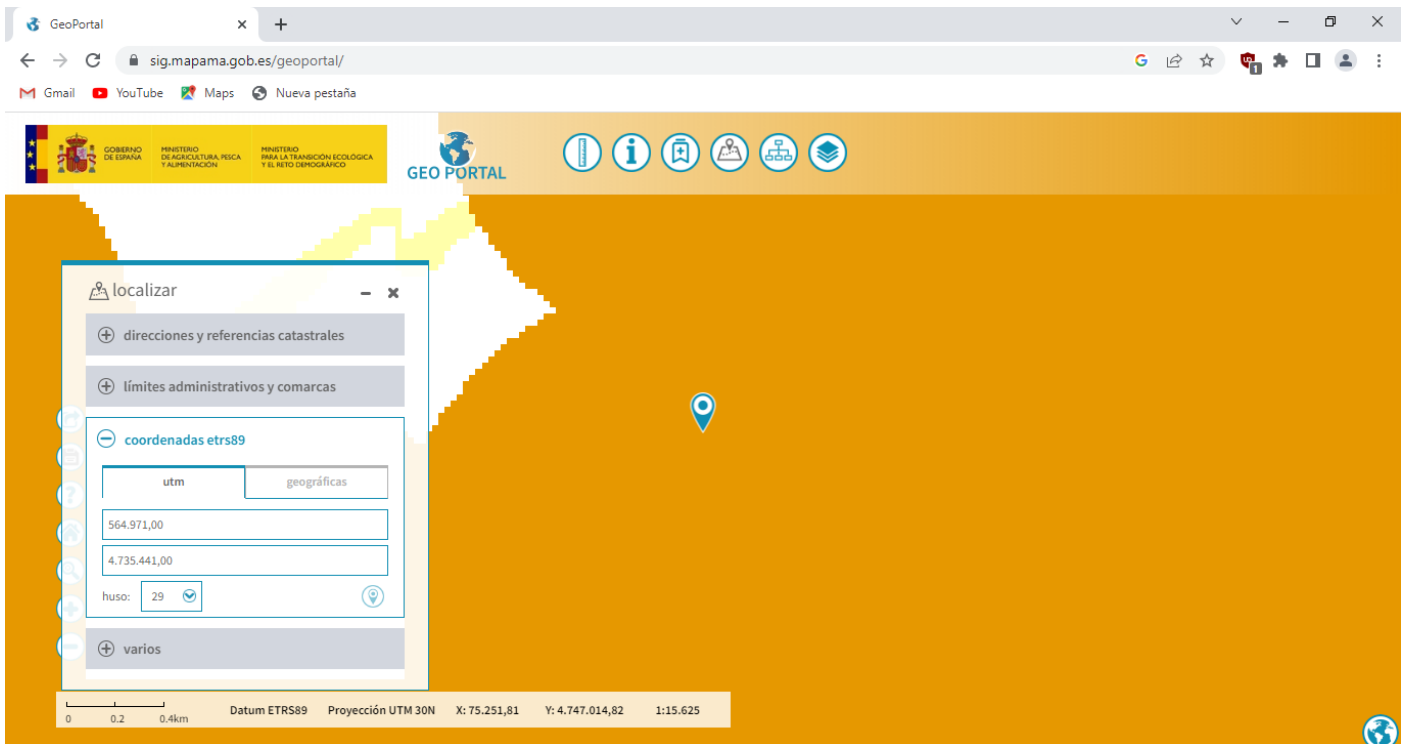 GeoPortal
sig.mapama.gob.es/geoportal/
G
1
Gmail YouTube Maps Nueva pestaña
GOBIERNO
DE ESPAÑA
MINISTERIO
DE AGRICULTURA, PESCA
Y ALIMENTACIÓN
MINISTERIO
PARA LA TRANSICIÓN ECOLÓGICA
Y EL RETO DEMOGRÁFICO
GEO PORTAL
localizar
direcciones y referencias catastrales
límites administrativos y comarcas
coordenadas etrs89
utm geográficas
564.971,00
4.735.441,00
huso: 29
varios
0 0.2 0.4km Datum ETRS89 Proyección UTM 30N X: 75.251,81 Y: 4.747.014,82 1:15.625